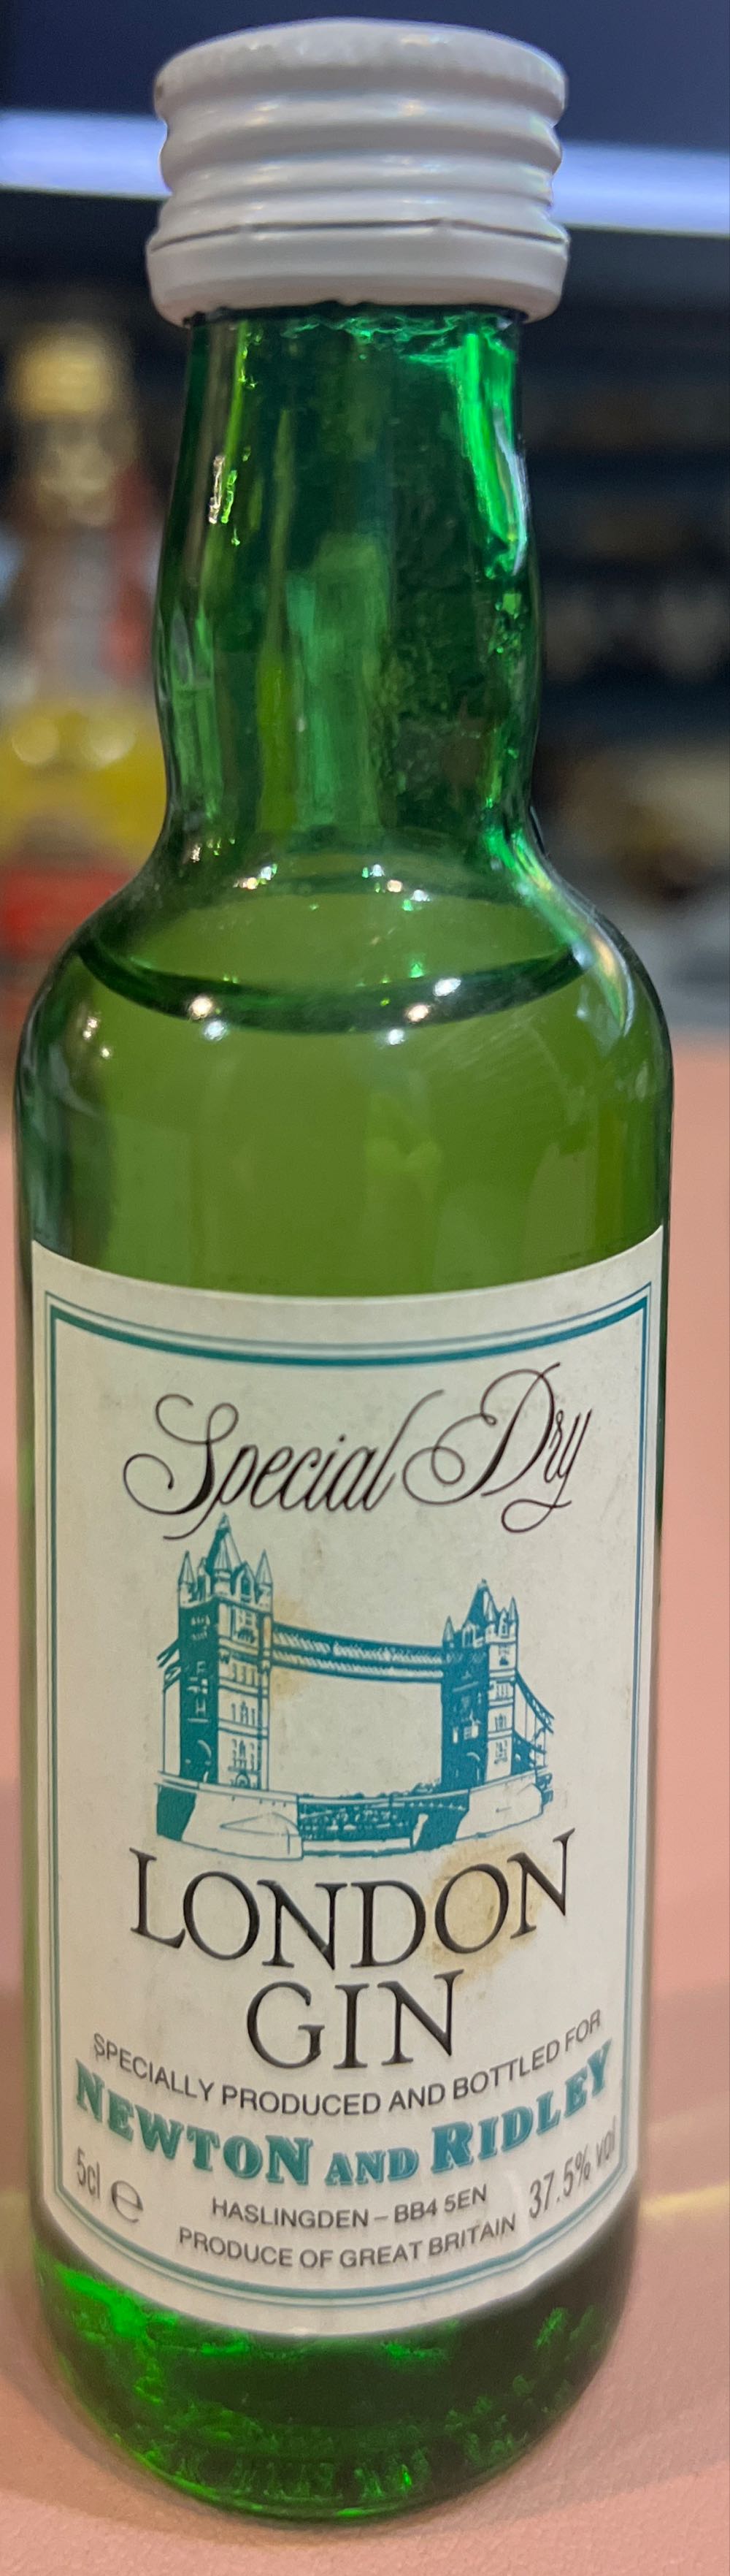 Special Dry
LONDON
GIN
SPECIALLY PRODUCED AND BOTTLED FOR
NEWTON AND RIDLEY
5cl ℮
HASLINGDEN – BB4 5EN
37.5% vol
PRODUCE OF GREAT BRITAIN